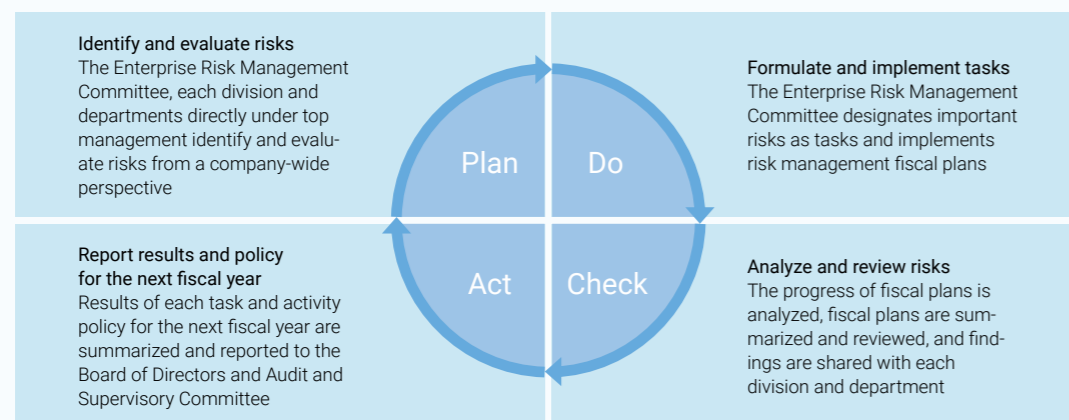 Identify and evaluate risks
The Enterprise Risk Management
Committee, each division and
departments directly under top
management identify and evalu-
ate risks from a company-wide
perspective
Plan
Do
Formulate and implement tasks
The Enterprise Risk Management
Committee designates important
risks as tasks and implements
risk management fiscal plans
Report results and policy
for the next fiscal year
Results of each task and activity
policy for the next fiscal year are
summarized and reported to the
Board of Directors and Audit and
Supervisory Committee
Act
Check
Analyze and review risks
The progress of fiscal plans is
analyzed, fiscal plans are sum-
marized and reviewed, and find-
ings are shared with each
division and department